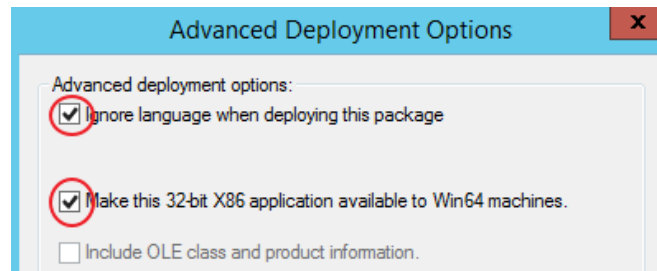 Advanced Deployment Options
x
Advanced deployment options:
Ignore language when deploying this package
Make this 32-bit X86 application available to Win64 machines.
Include OLE class and product information.